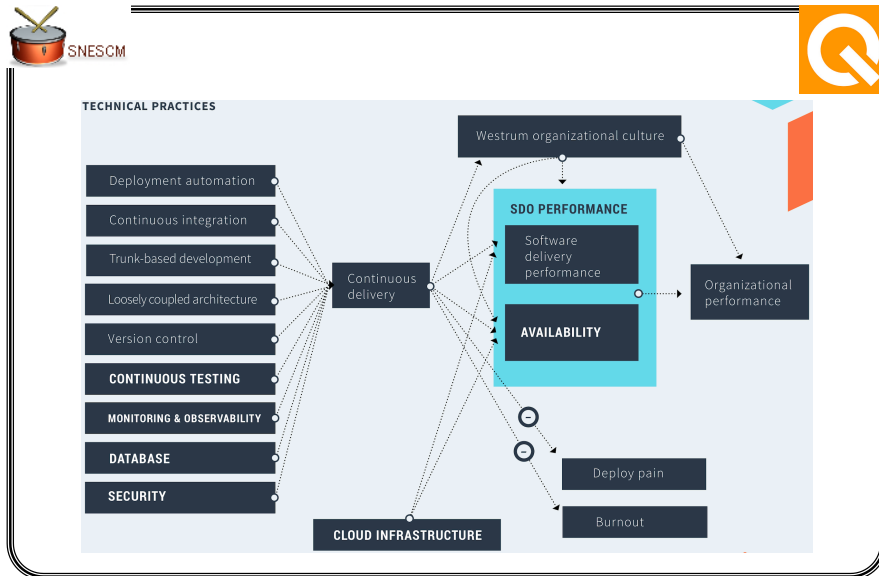 SNESCM
TECHNICAL PRACTICES
Westrum organizational culture
Deployment automation
Continuous integration
Trunk-based development
Loosely coupled architecture
Version control
CONTINUOUS TESTING
MONITORING & OBSERVABILITY
DATABASE
SECURITY
Continuous
delivery
SDO PERFORMANCE
Software
delivery
performance
AVAILABILITY
Organizational
performance
–
–
Deploy pain
Burnout
CLOUD INFRASTRUCTURE